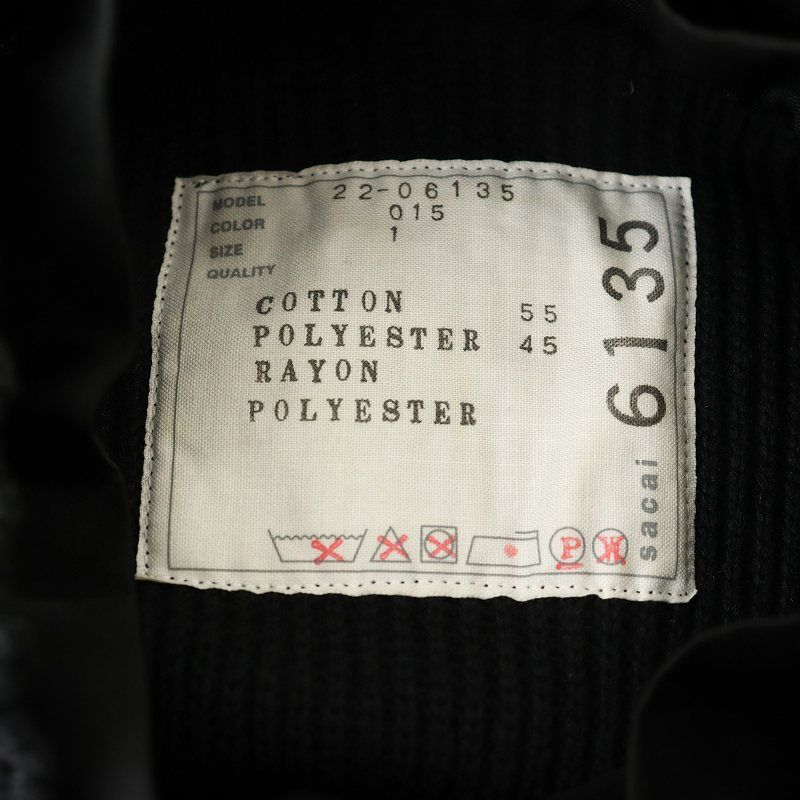 MODEL 22-06135
COLOR 015
SIZE 1
QUALITY
COTTON 55
POLYESTER 45
RAYON
POLYESTER
P
W
sacai 6135